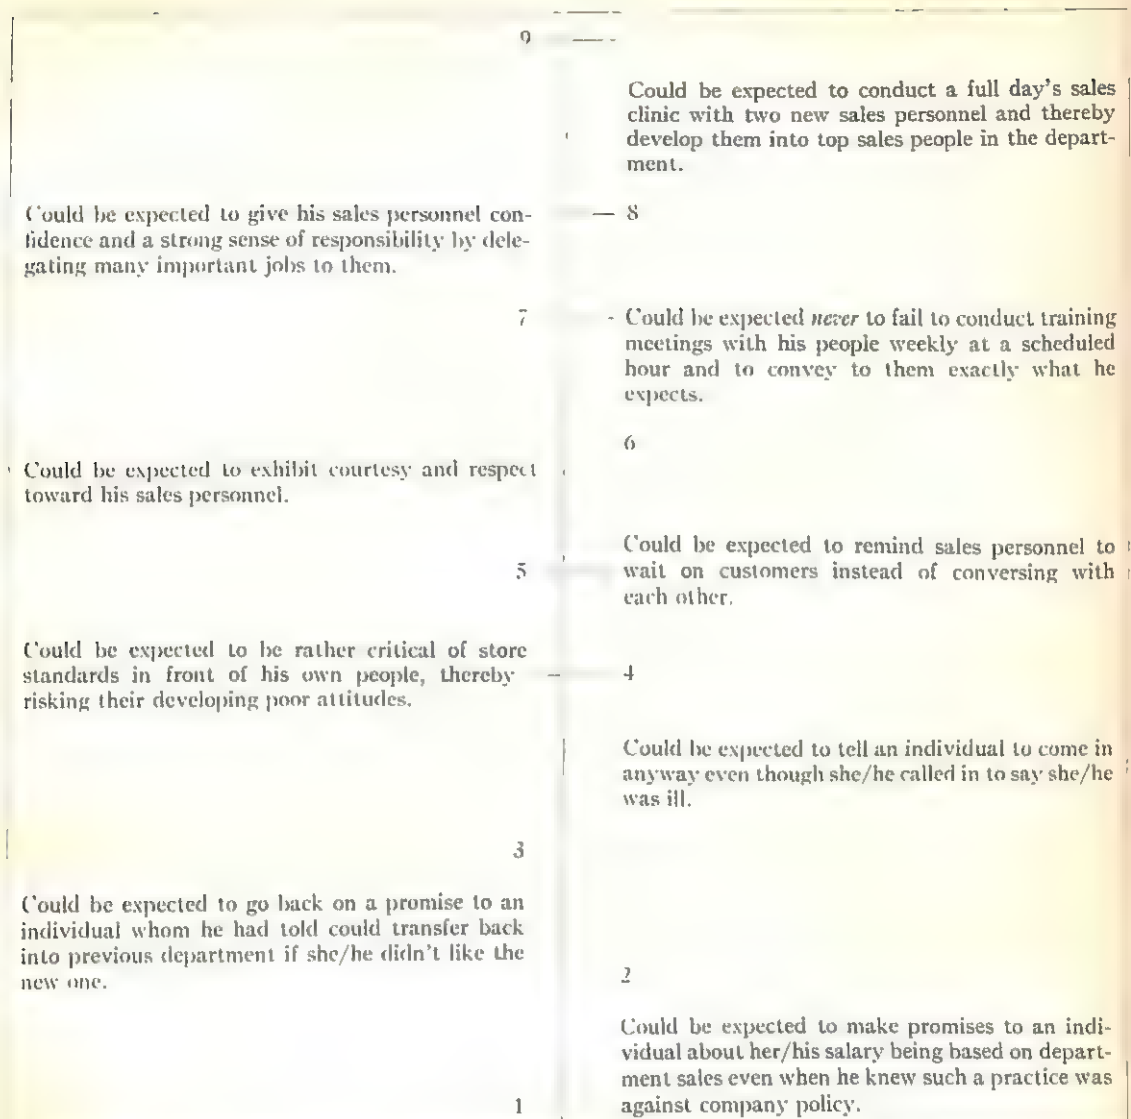 9
Could be expected to conduct a full day's sales
clinic with two new sales personnel and thereby
develop them into top sales people in the depart-
ment.
8
Could be expected to give his sales personnel con-
fidence and a strong sense of responsibility by dele-
gating many important jobs to them.
7
Could be expected never to fail to conduct training
meetings with his people weekly at a scheduled
hour and to convey to them exactly what he
expects.
6
Could be expected to exhibit courtesy and respect
toward his sales personnel.
Could be expected to remind sales personnel to
wait on customers instead of conversing with
each other.
5
Could be expected to be rather critical of store
standards in front of his own people, thereby
risking their developing poor attitudes.
4
Could be expected to tell an individual to come in
anyway even though she/he called in to say she/he
was ill.
3
Could be expected to go back on a promise to an
individual whom he had told could transfer back
into previous department if she/he didn't like the
new one.
2
Could be expected to make promises to an indi-
vidual about her/his salary being based on depart-
ment sales even when he knew such a practice was
against company policy.
1